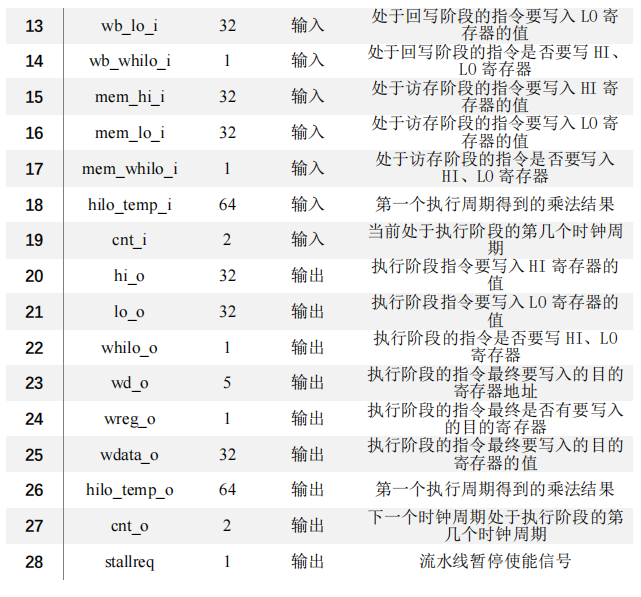 13 wb_lo_i 32 输入 处于回写阶段的指令要写入 LO 寄
存器的值
14 wb_whilo_i 1 输入 处于回写阶段的指令是否要写 HI、
LO 寄存器
15 mem_hi_i 32 输入 处于访存阶段的指令要写入 HI 寄
存器的值
16 mem_lo_i 32 输入 处于访存阶段的指令要写入 LO 寄
存器的值
17 mem_whilo_i 1 输入 处于访存阶段的指令是否要写入
HI、LO 寄存器
18 hilo_temp_i 64 输入 第一个执行周期得到的乘法结果
19 cnt_i 2 输入 当前处于执行阶段的第几个时钟周
期
20 hi_o 32 输出 执行阶段指令要写入 HI 寄存器的
值
21 lo_o 32 输出 执行阶段指令要写入 LO 寄存器的
值
22 whilo_o 1 输出 执行阶段的指令是否要写 HI、LO
寄存器
23 wd_o 5 输出 执行阶段的指令最终要写入的目的
寄存器地址
24 wreg_o 1 输出 执行阶段的指令最终是否有要写入
的目的寄存器
25 wdata_o 32 输出 执行阶段的指令最终要写入的目的
寄存器的值
26 hilo_temp_o 64 输出 第一个执行周期得到的乘法结果
27 cnt_o 2 输出 下一个时钟周期处于执行阶段的第
几个时钟周期
28 stallreq 1 输出 流水线暂停使能信号